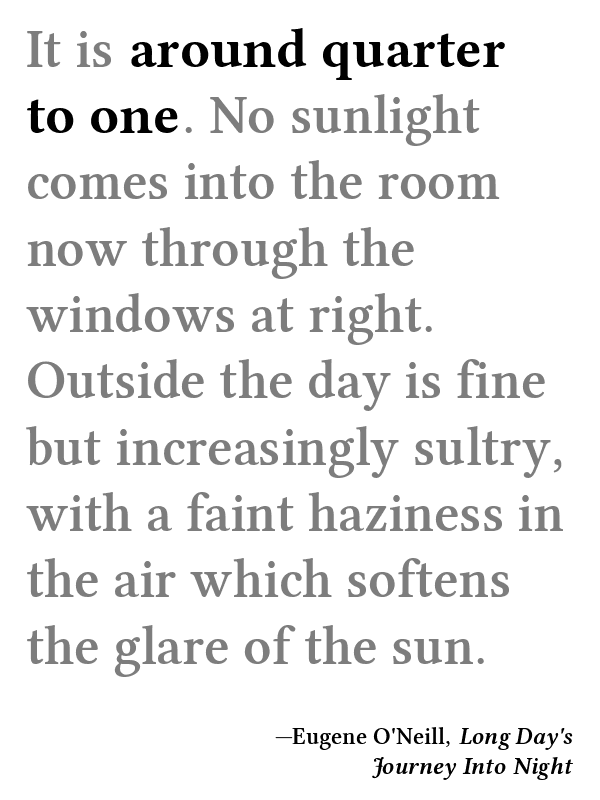 It is around quarter
to one. No sunlight
comes into the room
now through the
windows at right.
Outside the day is fine
but increasingly sultry,
with a faint haziness in
the air which softens
the glare of the sun.
—Eugene O'Neill, Long Day's
Journey Into Night